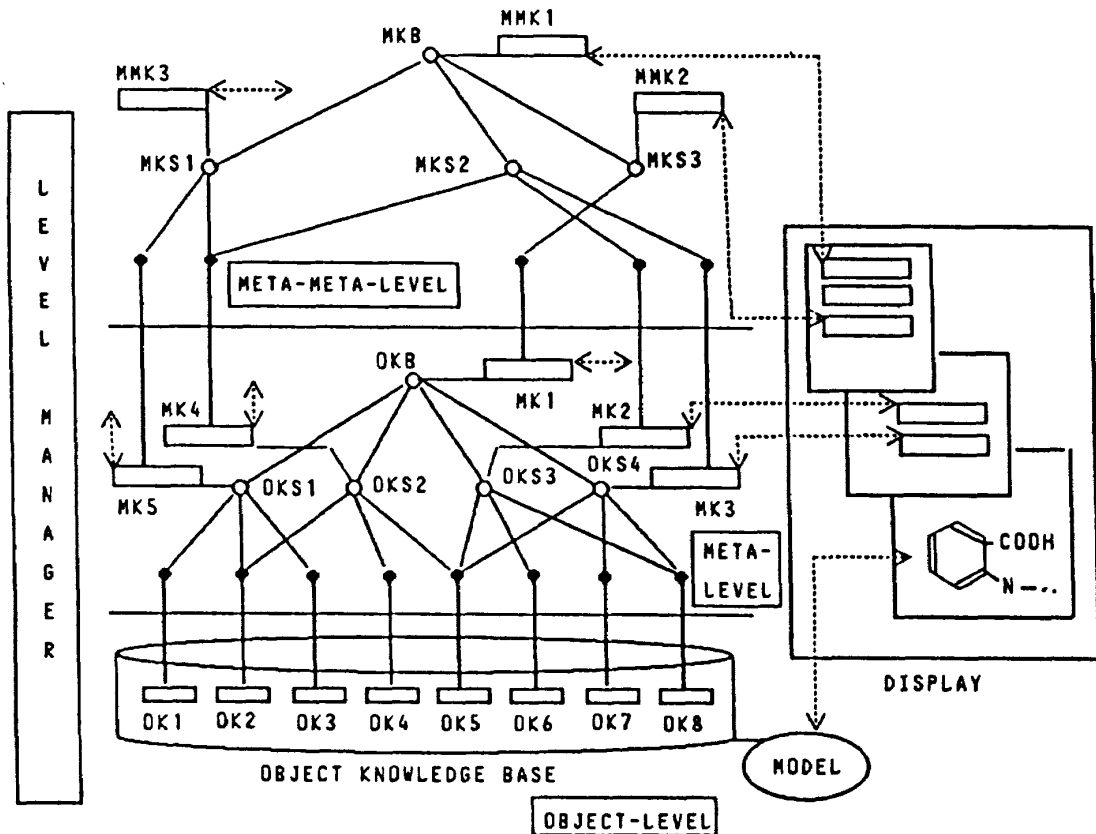 MMK1
MKB
MMK3
MMK2
MKS1
MKS2
MKS3
LEVEL MANAGER
META-META-LEVEL
OKB
MK1
MK4
MK2
OKS4
MK5
OKS1
OKS2
OKS3
MK3
META-
LEVEL
COOH
N—··
DISPLAY
OK1 OK2 OK3 OK4 OK5 OK6 OK7 OK8
OBJECT KNOWLEDGE BASE
MODEL
OBJECT-LEVEL